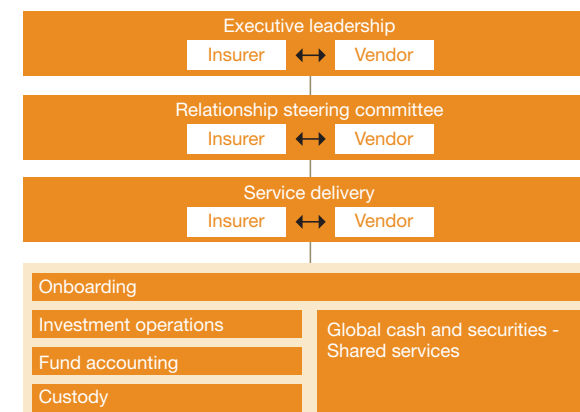 Executive leadership
Insurer Vendor
Relationship steering committee
Insurer Vendor
Service delivery
Insurer Vendor
Onboarding
Investment operations
Fund accounting
Custody
Global cash and securities -
Shared services